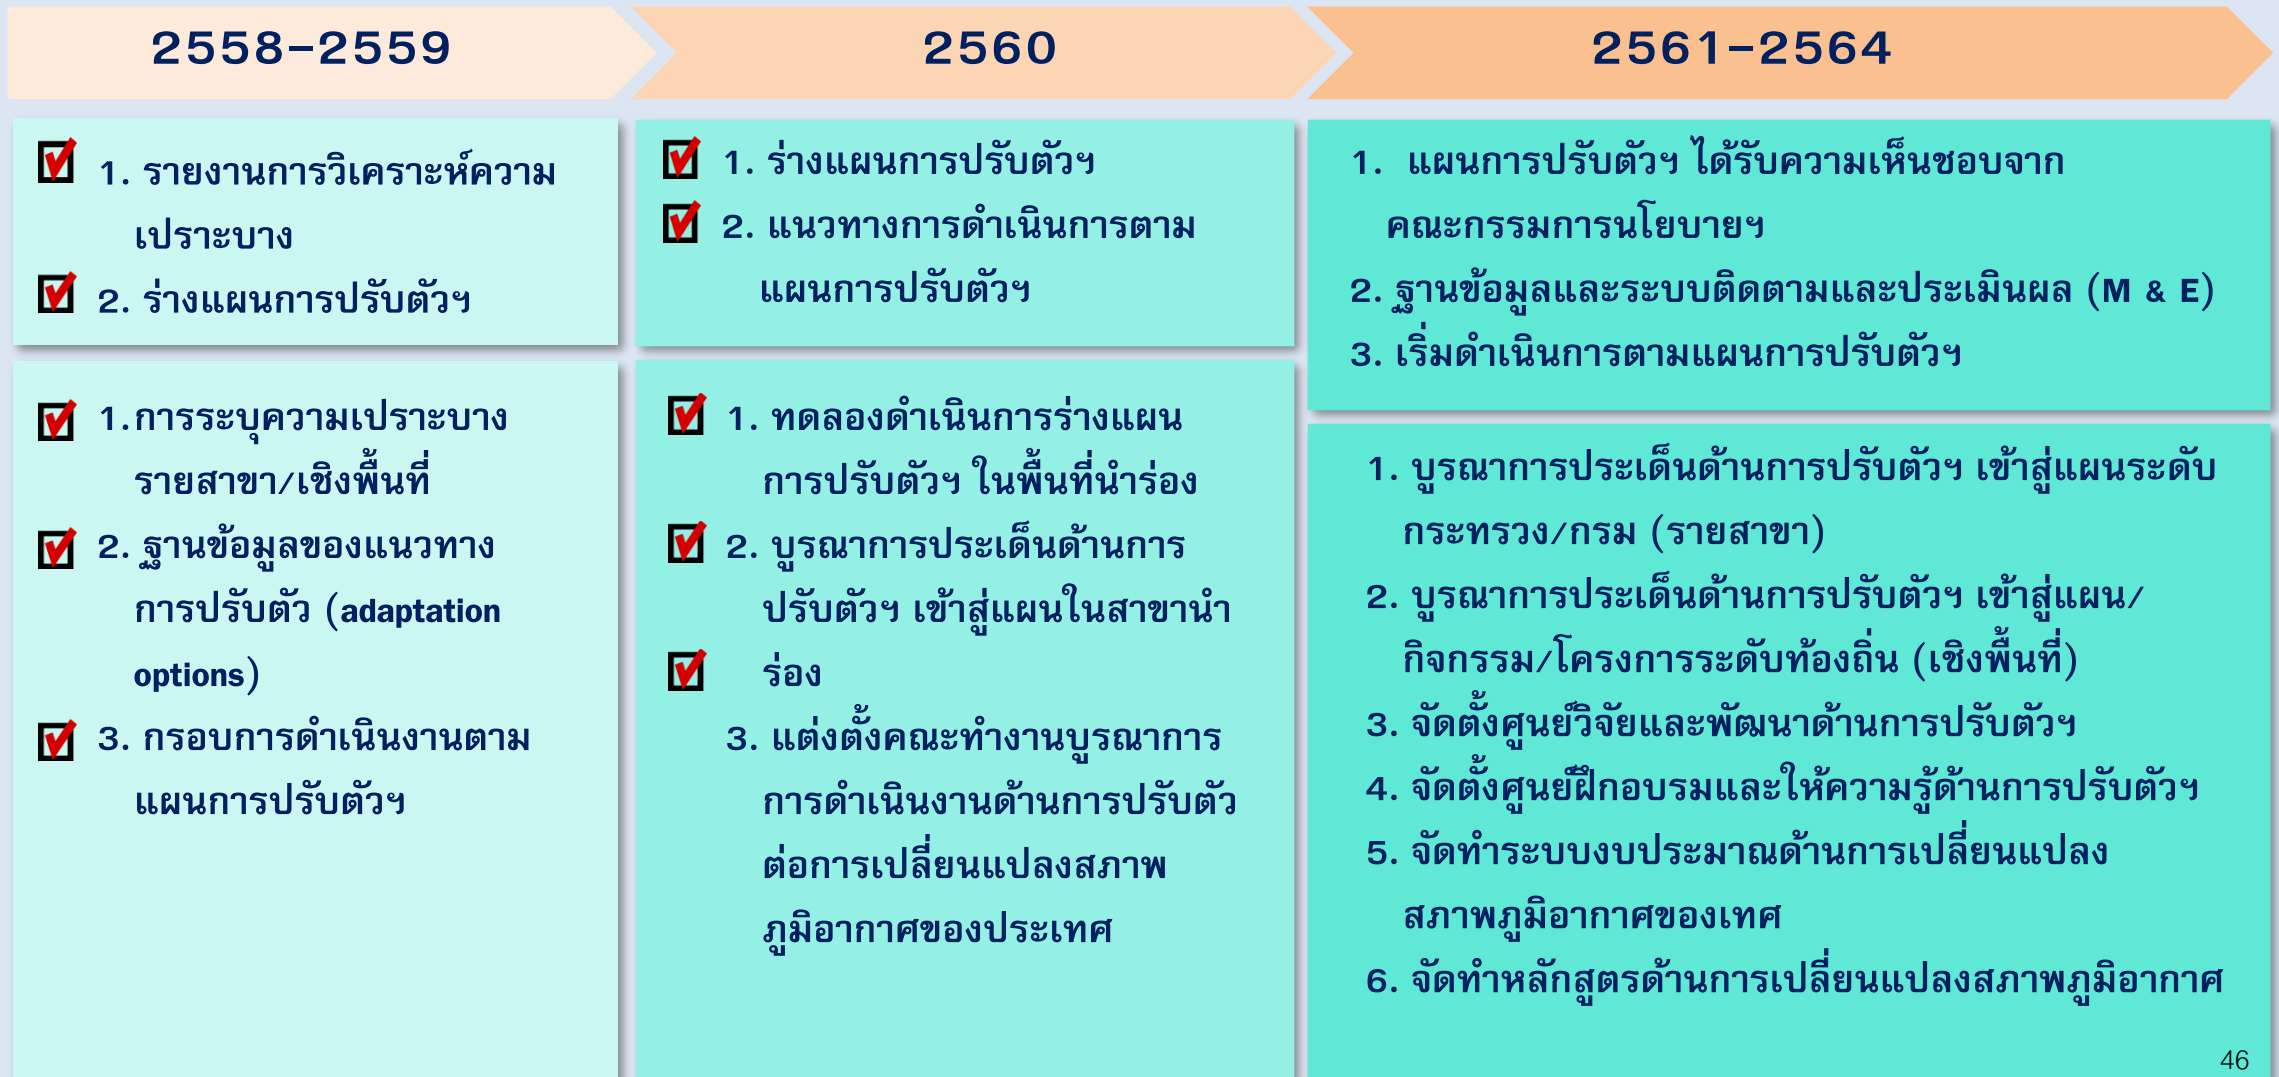 2558-2559
1. รายงานการวิเคราะห์ความ
เปราะบาง
2. ร่างแผนการปรับตัวฯ
1.การระบุความเปราะบาง
รายสาขา/เชิงพื้นที่
2. ฐานข้อมูลของแนวทาง
การปรับตัว (adaptation
options)
3. กรอบการดำเนินงานตาม
แผนการปรับตัวฯ
2560
1. ร่างแผนการปรับตัวฯ
2. แนวทางการดำเนินการตาม
แผนการปรับตัวฯ
1. ทดลองดำเนินการร่างแผน
การปรับตัวฯ ในพื้นที่นำร่อง
2. บูรณาการประเด็นด้านการ
ปรับตัวฯ เข้าสู่แผนในสาขานำ
ร่อง
3. แต่งตั้งคณะทำงานบูรณาการ
การดำเนินงานด้านการปรับตัว
ต่อการเปลี่ยนแปลงสภาพ
ภูมิอากาศของประเทศ
2561-2564
1. แผนการปรับตัวฯ ได้รับความเห็นชอบจาก
คณะกรรมการนโยบายฯ
2. ฐานข้อมูลและระบบติดตามและประเมินผล (M & E)
3. เริ่มดำเนินการตามแผนการปรับตัวฯ
1. บูรณาการประเด็นด้านการปรับตัวฯ เข้าสู่แผนระดับ
กระทรวง/กรม (รายสาขา)
2. บูรณาการประเด็นด้านการปรับตัวฯ เข้าสู่แผน/
กิจกรรม/โครงการระดับท้องถิ่น (เชิงพื้นที่)
3. จัดตั้งศูนย์วิจัยและพัฒนาด้านการปรับตัวฯ
4. จัดตั้งศูนย์ฝึกอบรมและให้ความรู้ด้านการปรับตัวฯ
5. จัดทำระบบงบประมาณด้านการเปลี่ยนแปลง
สภาพภูมิอากาศของเทศ
6. จัดทำหลักสูตรด้านการเปลี่ยนแปลงสภาพภูมิอากาศ
46